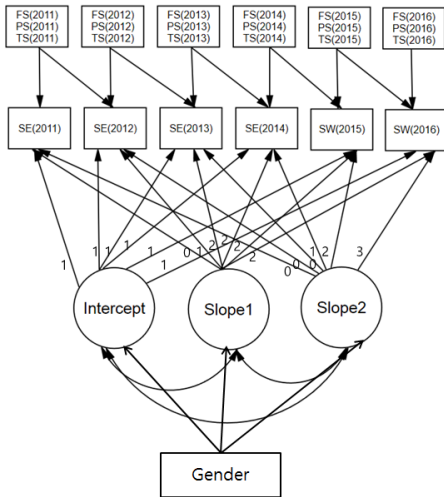 FS(2011) FS(2012) FS(2013) FS(2014) FS(2015) FS(2016)
PS(2011) PS(2012) PS(2013) PS(2014) PS(2015) PS(2016)
TS(2011) TS(2012) TS(2013) TS(2014) TS(2015) TS(2016)
SE(2011) SE(2012) SE(2013) SE(2014) SW(2015) SW(2016)
1 1 1 1 1 1 0 1 2 2 2 2 0 0 0 1 2 3
Intercept Slope1 Slope2
Gender